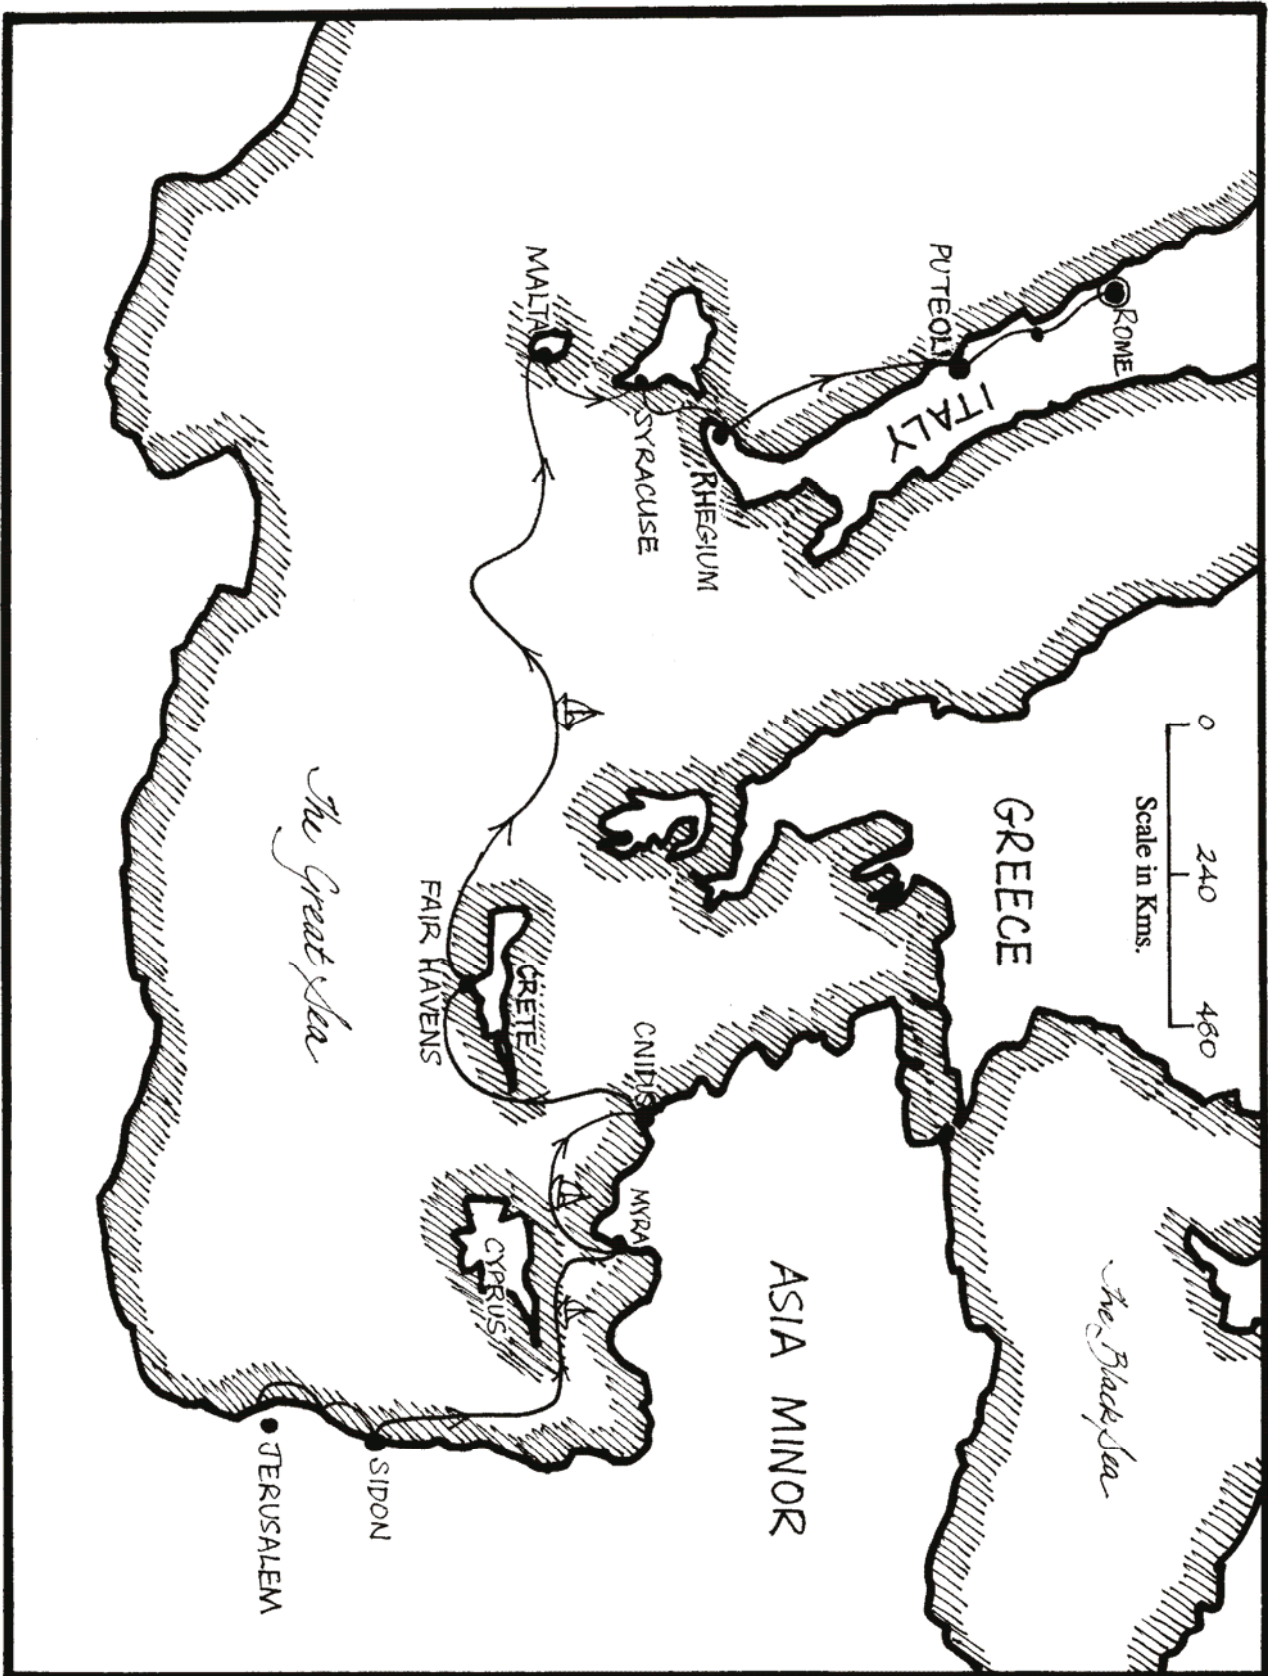 ROME
PUTEOLI
ITALY
MALTA
SYRACUSE
RHEGIUM
0 240 480
Scale in Kms.
GREECE
The Black Sea
ASIA MINOR
CNIDUS
MYRA
CRETE
FAIR HAVENS
CYPRUS
The Great Sea
SIDON
JERUSALEM